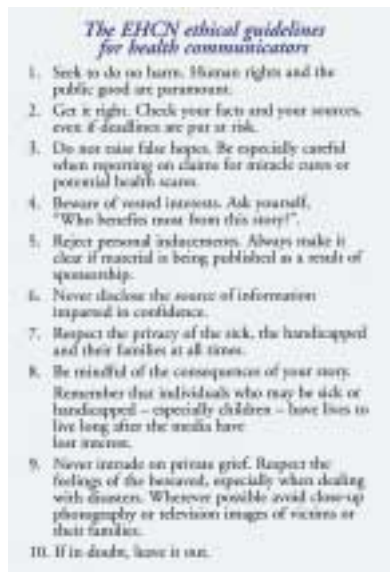 The EHCN ethical guidelines
for health communicators
1. Seek to do no harm. Human rights and the
public good are paramount.
2. Get it right. Check your facts and your sources,
even if deadlines are put at risk.
3. Do not raise false hopes. Be especially careful
when reporting on claims for miracle cures or
potential health scares.
4. Beware of vested interests. Ask yourself,
"Who benefits most from this story?".
5. Reject personal inducements. Always make it
clear if material is being published as a result of
sponsorship.
6. Never disclose the source of information
imparted in confidence.
7. Respect the privacy of the sick, the handicapped
and their families at all times.
8. Be mindful of the consequences of your story.
Remember that individuals who may be sick or
handicapped – especially children – have lives to
live long after the media have
lost interest.
9. Never intrude on private grief. Respect the
feelings of the bereaved, especially when dealing
with disasters. Wherever possible avoid close-up
photography or television images of victims or
their families.
10. If in doubt, leave it out.